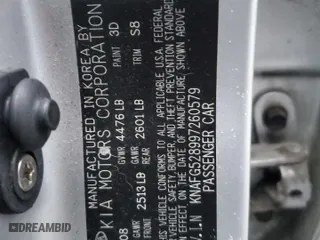 MANUFACTURED IN KOREA BY
KIA MOTORS CORPORATION
08 GVWR 4476 LB PAINT 3D
GAWR FRONT 2513 LB GAWR REAR 2601 LB TRIM S8
THIS VEHICLE CONFORMS TO ALL APPLICABLE U.S.A. FEDERAL
SAFETY, BUMPER AND THEFT PREVENTION STANDARDS
IN EFFECT ON THE DATE OF MANUFACTURE SHOWN ABOVE.
V.I.N KNAFG528997260579
PASSENGER CAR